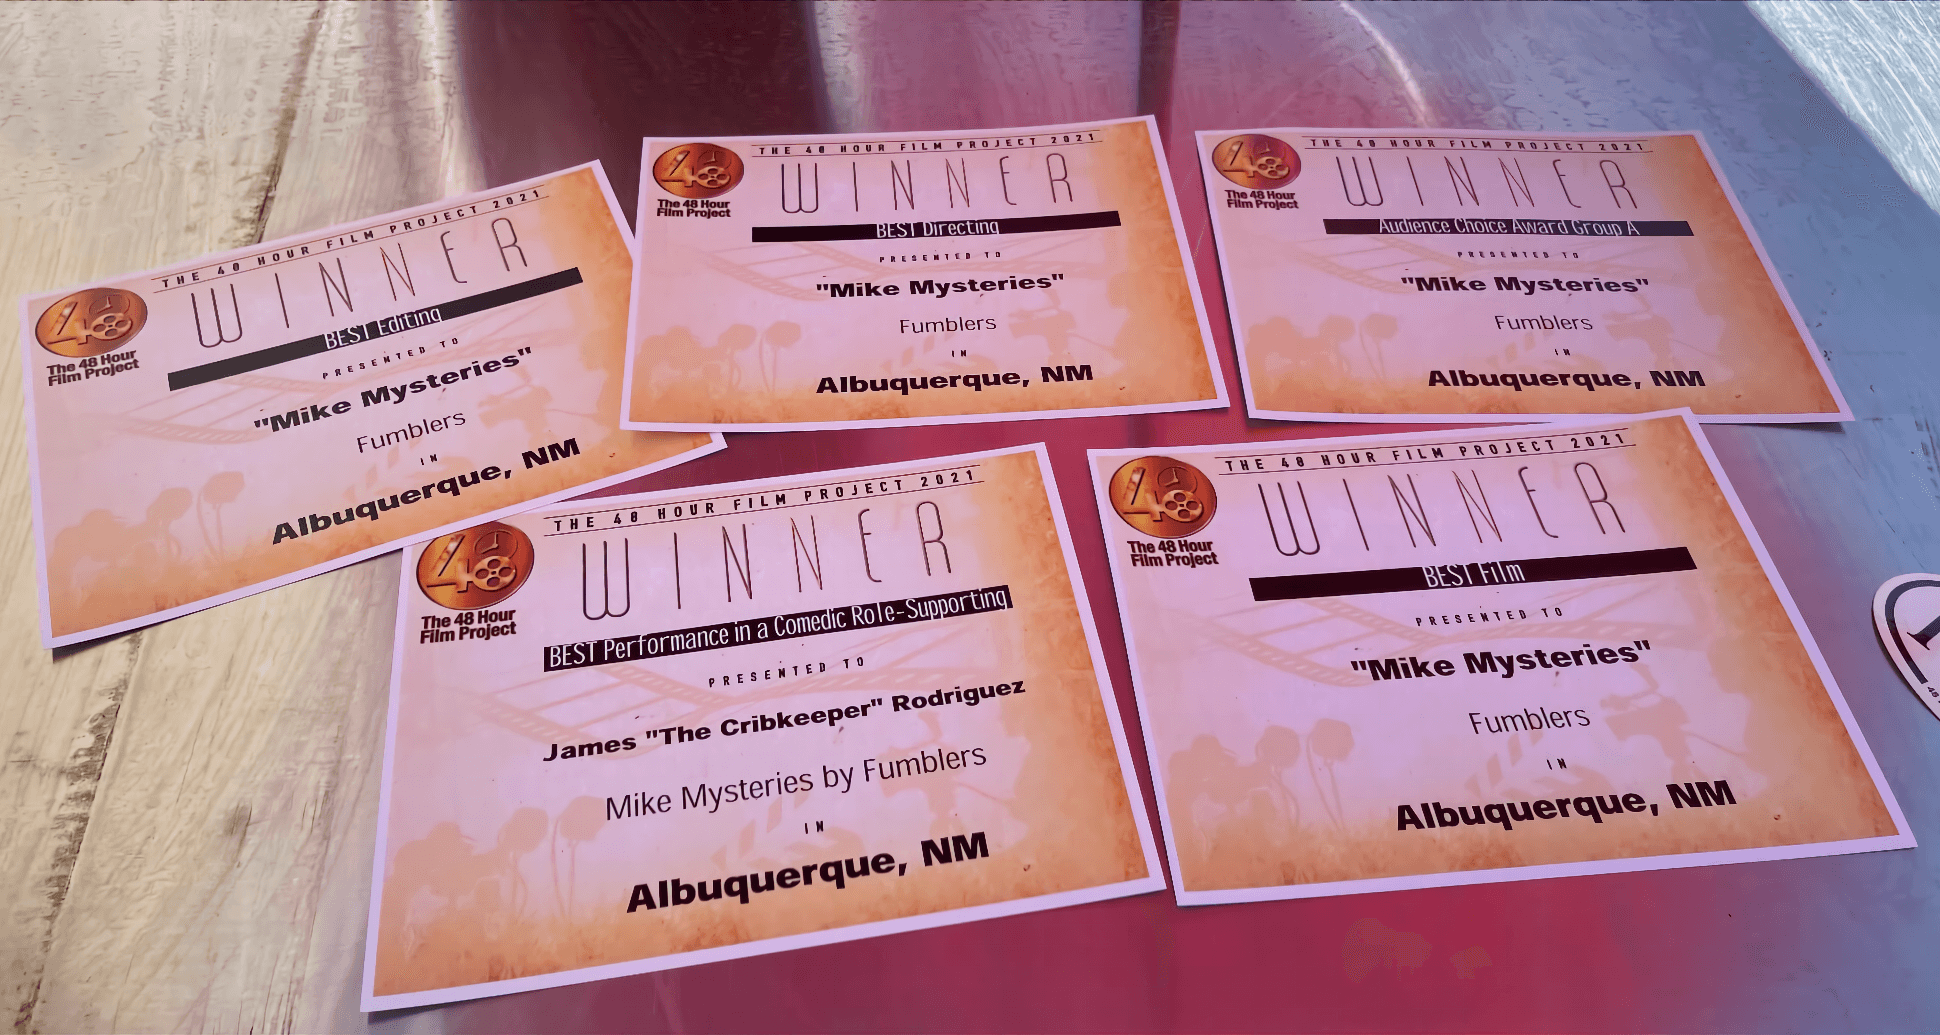 THE 48 HOUR FILM PROJECT 2021
WINNER
BEST Editing
PRESENTED TO
"Mike Mysteries"
Fumblers
IN
Albuquerque, NM
48
The 48 Hour
Film Project
THE 48 HOUR FILM PROJECT 2021
WINNER
BEST Directing
PRESENTED TO
"Mike Mysteries"
Fumblers
IN
Albuquerque, NM
48
The 48 Hour
Film Project
THE 48 HOUR FILM PROJECT 2021
WINNER
Audience Choice Award Group A
PRESENTED TO
"Mike Mysteries"
Fumblers
IN
Albuquerque, NM
48
The 48 Hour
Film Project
THE 48 HOUR FILM PROJECT 2021
WINNER
BEST Performance in a Comedic Role-Supporting
PRESENTED TO
James "The Cribkeeper" Rodriguez
Mike Mysteries by Fumblers
IN
Albuquerque, NM
48
The 48 Hour
Film Project
THE 48 HOUR FILM PROJECT 2021
WINNER
BEST Film
PRESENTED TO
"Mike Mysteries"
Fumblers
IN
Albuquerque, NM
48
The 48 Hour
Film Project